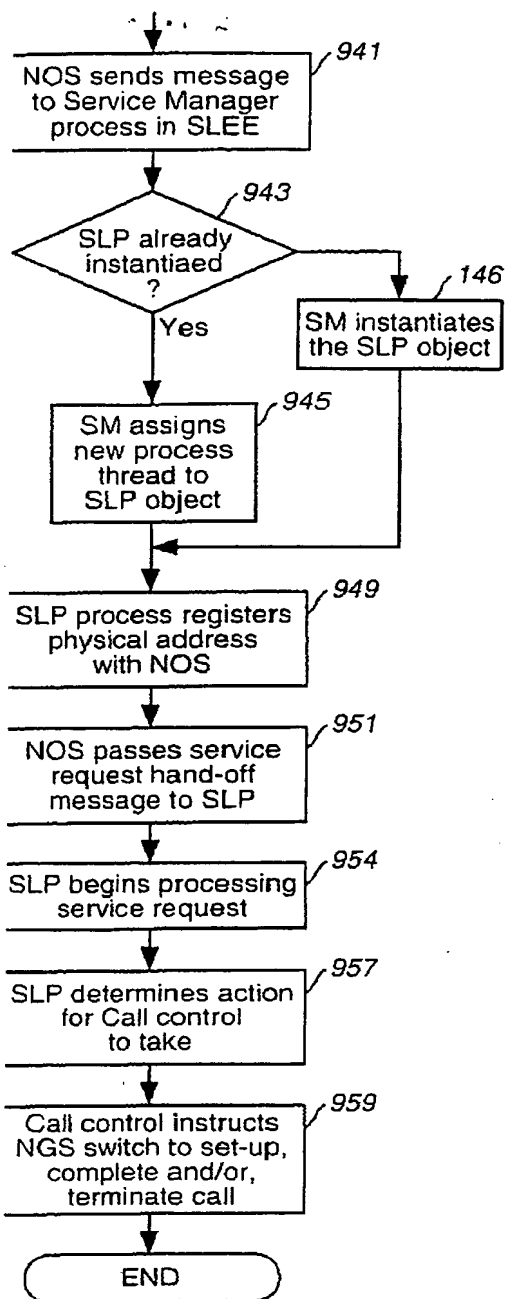 941
NOS sends message
to Service Manager
process in SLEE
943
SLP already
instantiaed
?
Yes
146
SM instantiates
the SLP object
945
SM assigns
new process
thread to
SLP object
949
SLP process registers
physical address
with NOS
951
NOS passes service
request hand-off
message to SLP
954
SLP begins processing
service request
957
SLP determines action
for Call control
to take
959
Call control instructs
NGS switch to set-up,
complete and/or,
terminate call
END